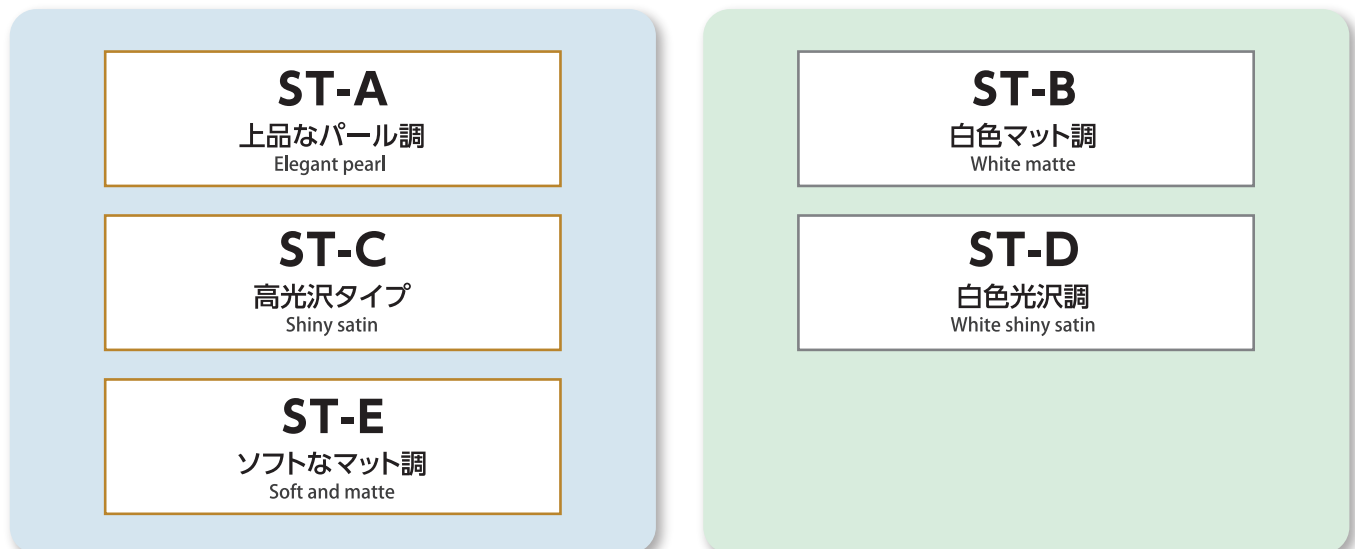 ST-A
上品なパール調
Elegant pearl
ST-C
高光沢タイプ
Shiny satin
ST-E
ソフトなマット調
Soft and matte
ST-B
白色マット調
White matte
ST-D
白色光沢調
White shiny satin